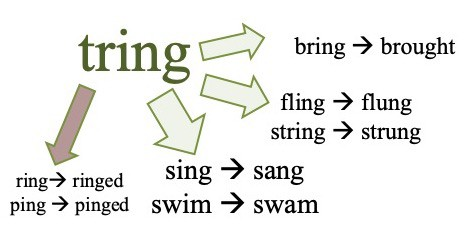 tring
bring → brought
fling → flung
string → strung
sing → sang
swim → swam
ring→ ringed
ping → pinged